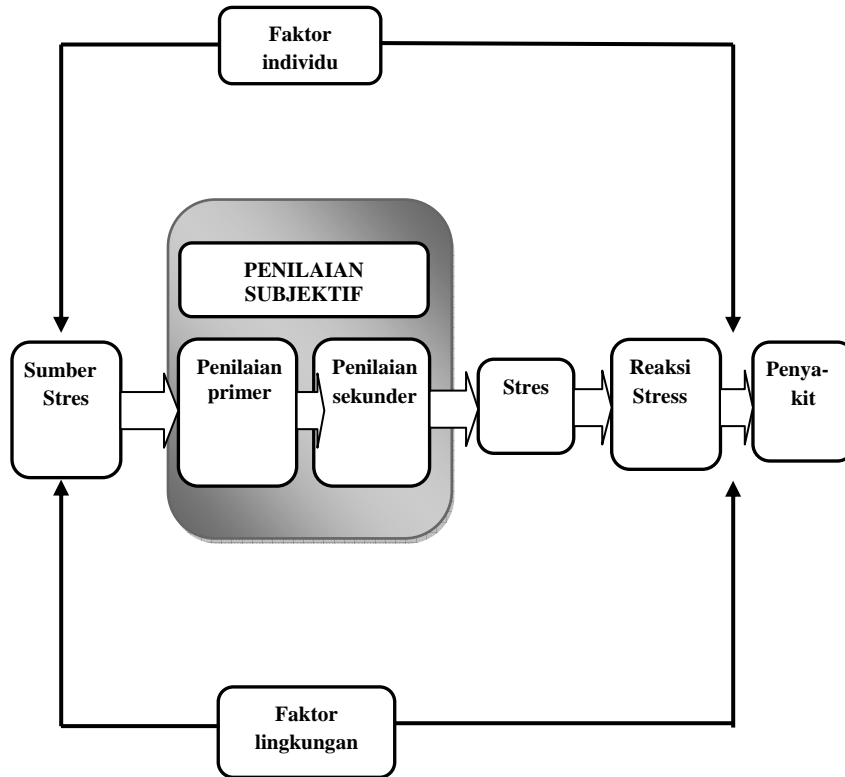 Faktor
individu
PENILAIAN
SUBJEKTIF
Sumber
Stres
Penilaian
primer
Penilaian
sekunder
Stres
Reaksi
Stress
Penya-
kit
Faktor
lingkungan